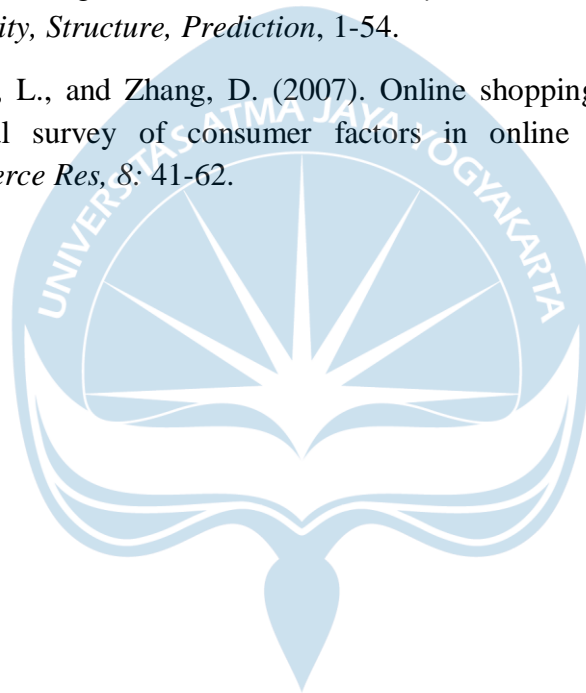 ity, Structure, Prediction, 1-54.
, L., and Zhang, D. (2007). Online shopping
l survey of consumer factors in online
erce Res, 8: 41-62.
UNIVERSITAS ATMA JAYA YOGYAKARTA